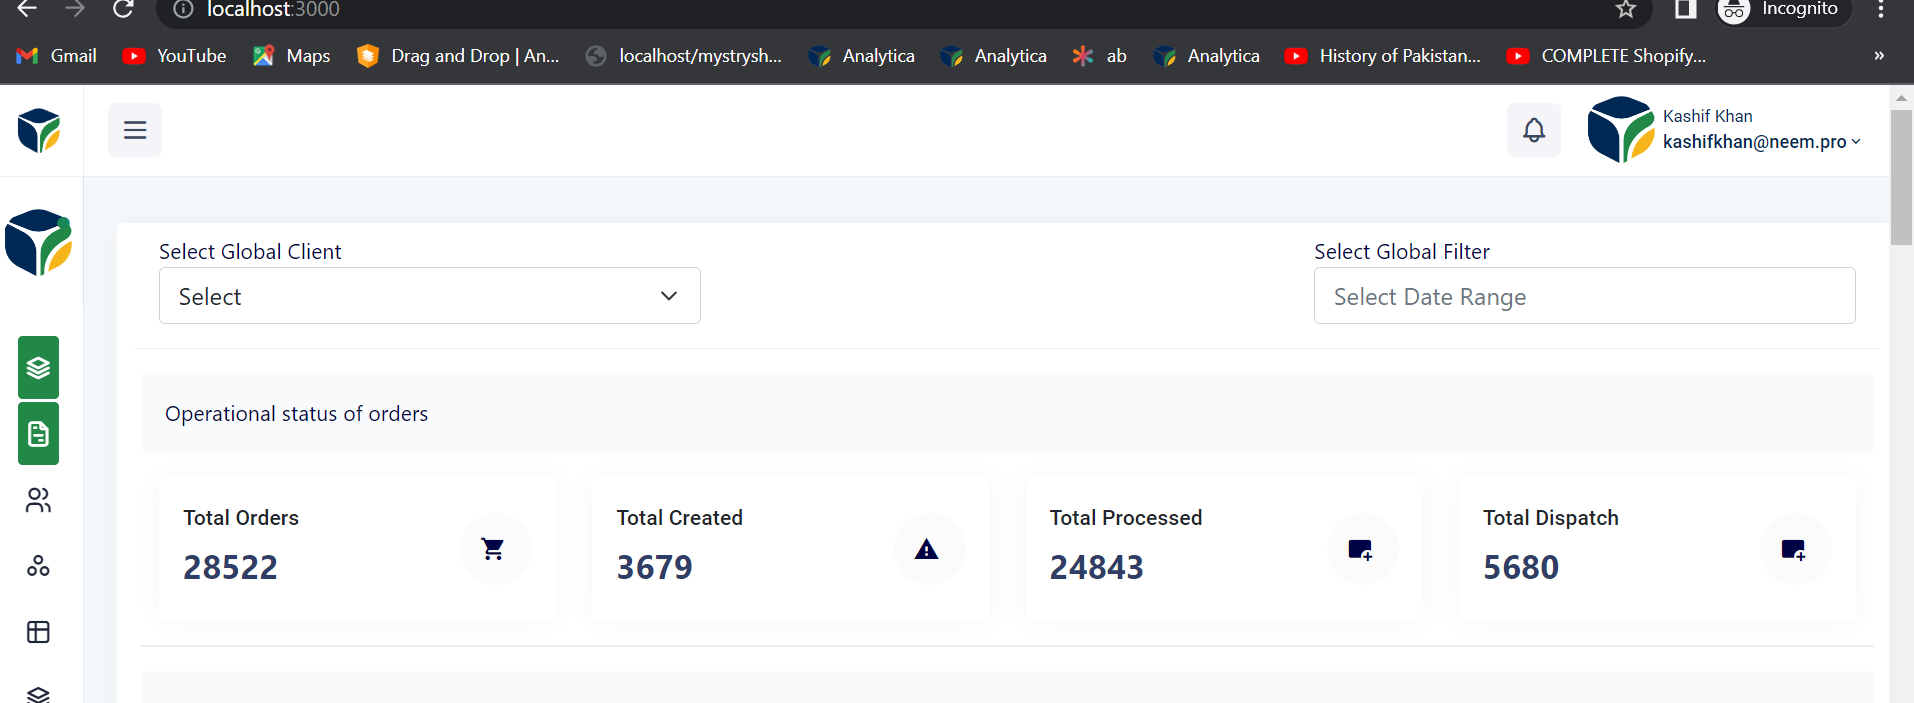 localhost:3000
Incognito
Gmail YouTube Maps Drag and Drop | An... localhost/mystrysh... Analytica Analytica ab Analytica History of Pakistan... COMPLETE Shopify... »
Kashif Khan
kashifkhan@neem.pro
Select Global Client Select Global Filter
Select Select Date Range
Operational status of orders
Total Orders Total Created Total Processed Total Dispatch
28522 3679 24843 5680